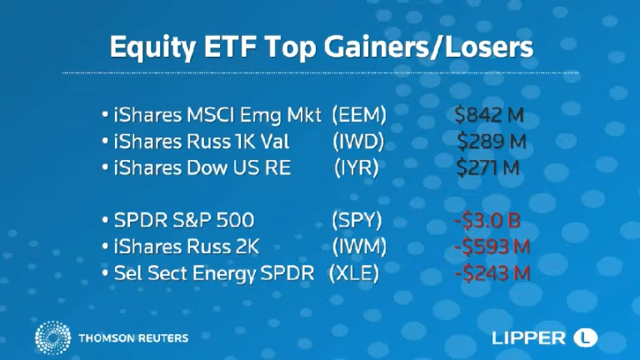 Equity ETF Top Gainers/Losers
• iShares MSCI Emg Mkt (EEM) $842 M
• iShares Russ 1K Val (IWD) $289 M
• iShares Dow US RE (IYR) $271 M
• SPDR S&P 500 (SPY) -$3.0 B
• iShares Russ 2K (IWM) -$593 M
• Sel Sect Energy SPDR (XLE) -$243 M
THOMSON REUTERS LIPPER L